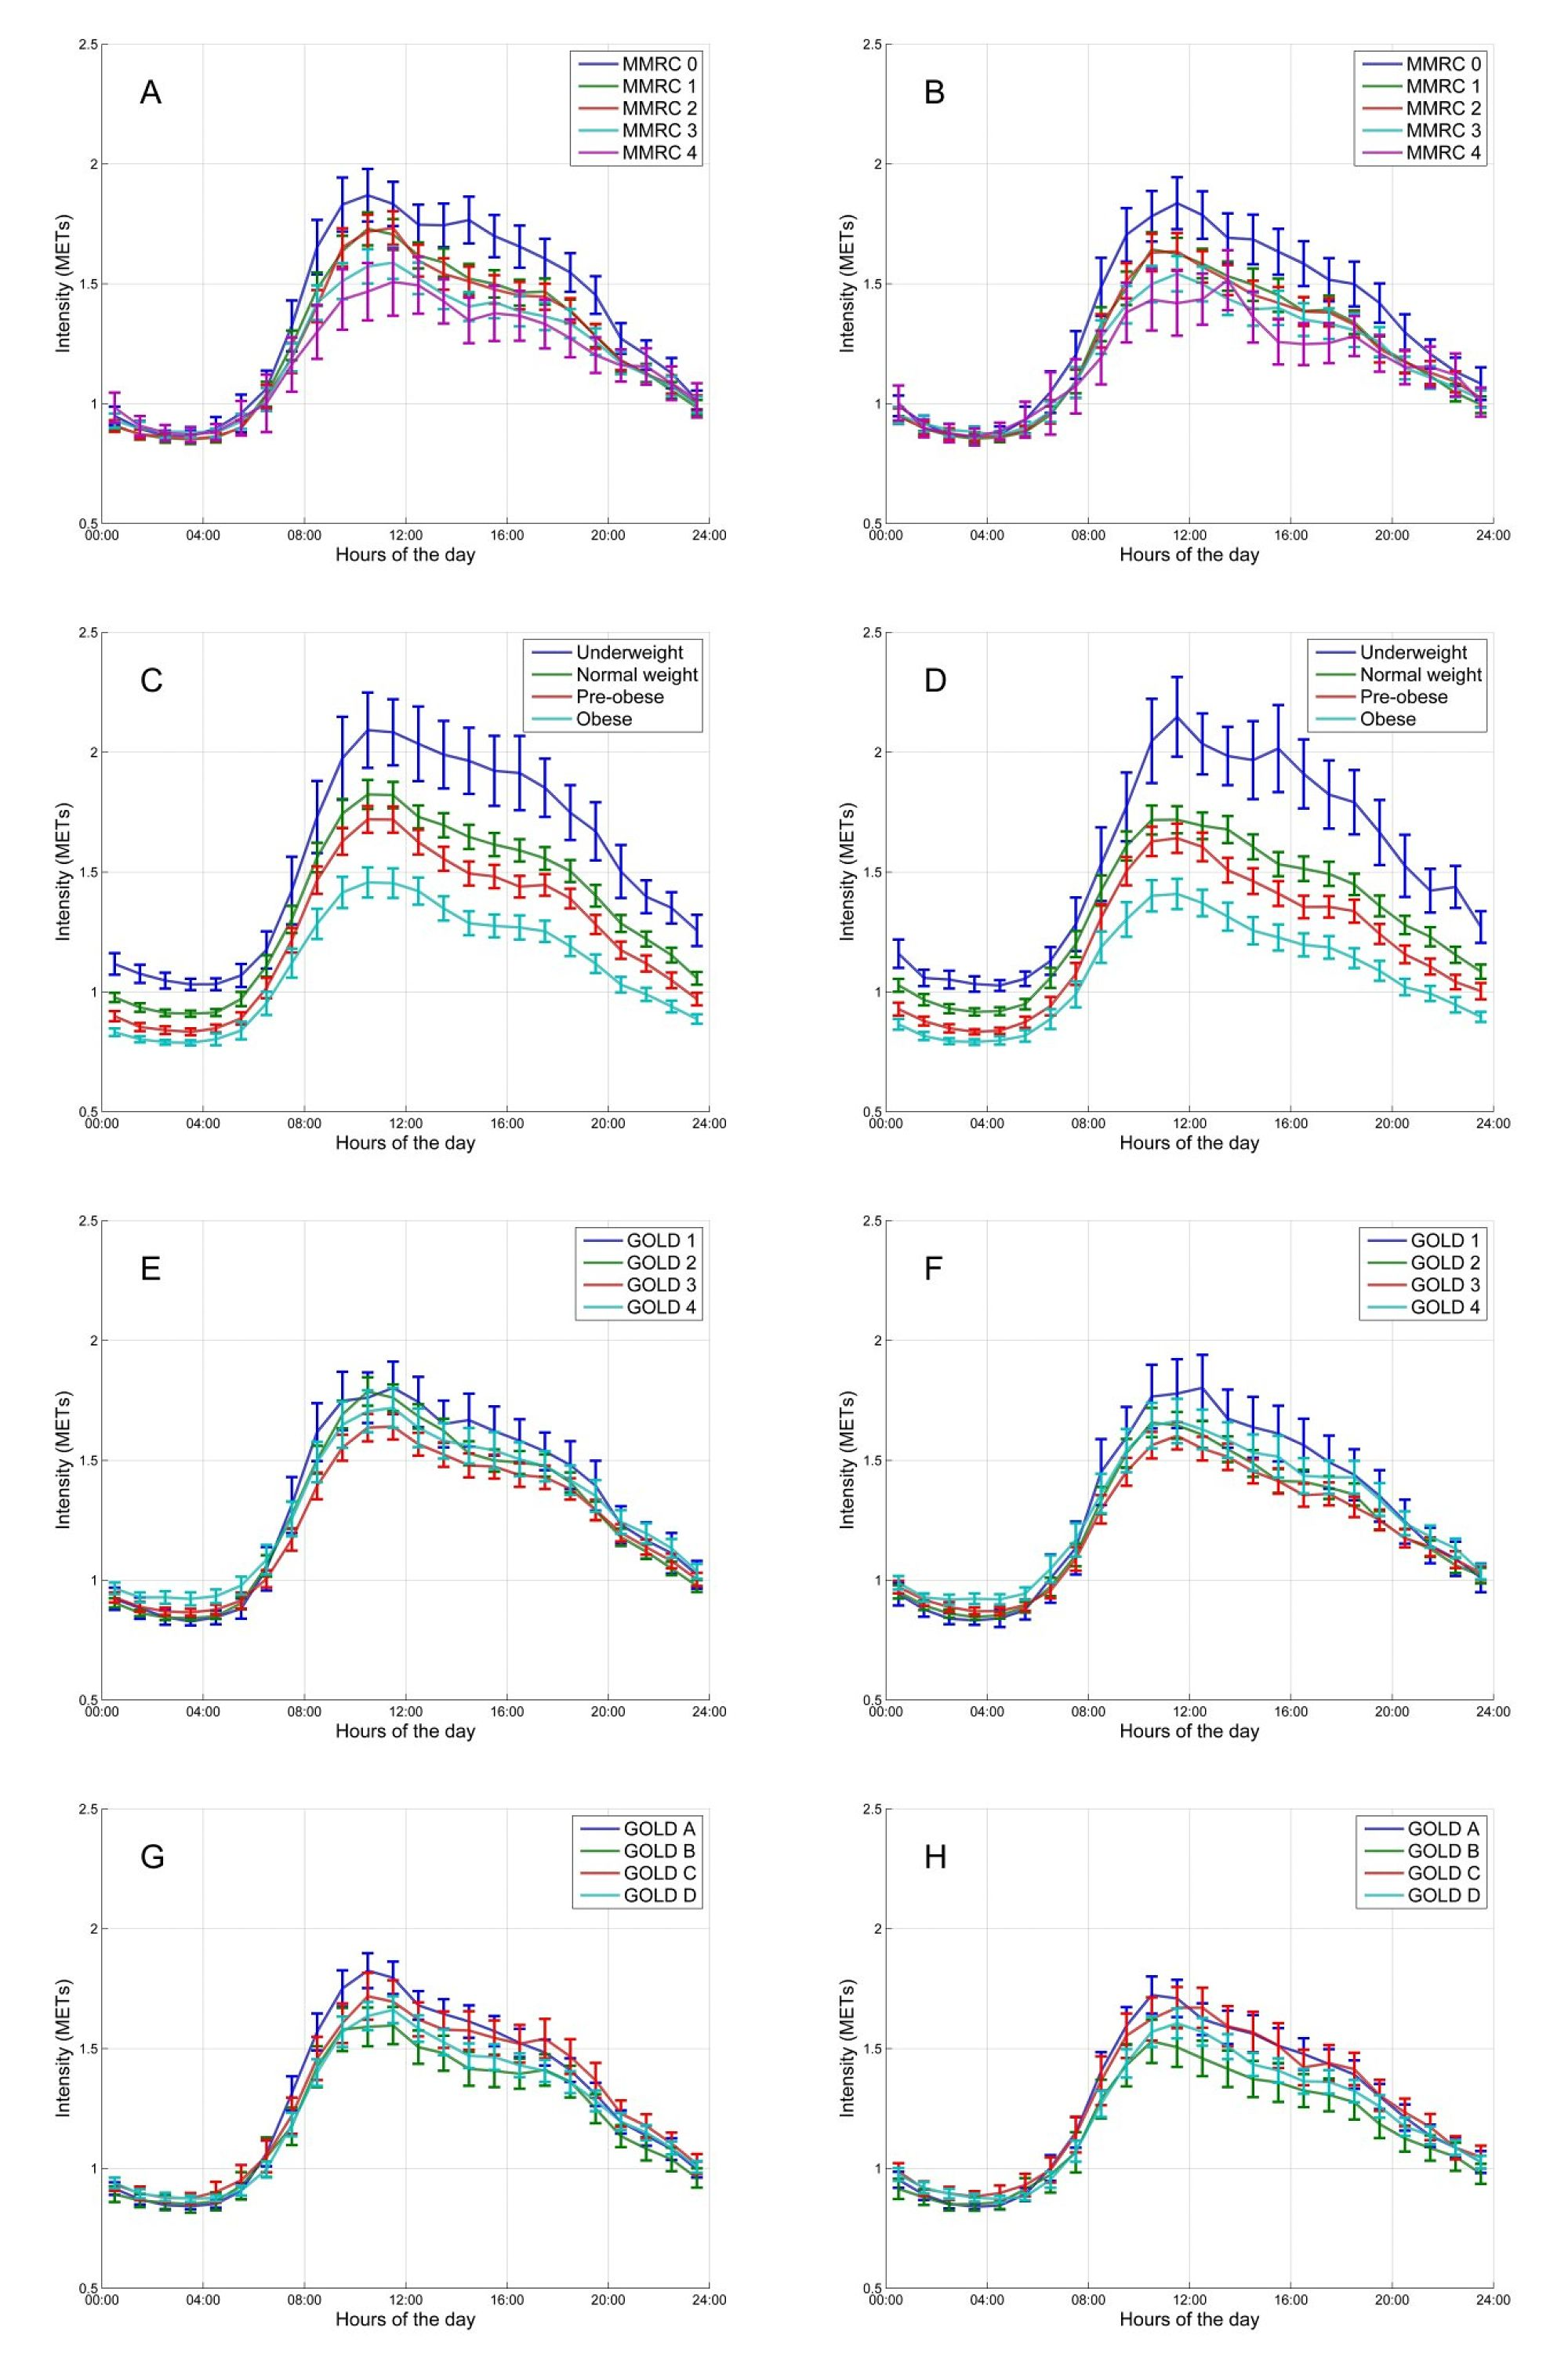 A
MMRC 0
MMRC 1
MMRC 2
MMRC 3
MMRC 4
2.5
2
1.5
1
0.5
Intensity (METs)
00:00 04:00 08:00 12:00 16:00 20:00 24:00
Hours of the day
B
MMRC 0
MMRC 1
MMRC 2
MMRC 3
MMRC 4
2.5
2
1.5
1
0.5
Intensity (METs)
00:00 04:00 08:00 12:00 16:00 20:00 24:00
Hours of the day
C
Underweight
Normal weight
Pre-obese
Obese
2.5
2
1.5
1
0.5
Intensity (METs)
00:00 04:00 08:00 12:00 16:00 20:00 24:00
Hours of the day
D
Underweight
Normal weight
Pre-obese
Obese
2.5
2
1.5
1
0.5
Intensity (METs)
00:00 04:00 08:00 12:00 16:00 20:00 24:00
Hours of the day
E
GOLD 1
GOLD 2
GOLD 3
GOLD 4
2.5
2
1.5
1
0.5
Intensity (METs)
00:00 04:00 08:00 12:00 16:00 20:00 24:00
Hours of the day
F
GOLD 1
GOLD 2
GOLD 3
GOLD 4
2.5
2
1.5
1
0.5
Intensity (METs)
00:00 04:00 08:00 12:00 16:00 20:00 24:00
Hours of the day
G
GOLD A
GOLD B
GOLD C
GOLD D
2.5
2
1.5
1
0.5
Intensity (METs)
00:00 04:00 08:00 12:00 16:00 20:00 24:00
Hours of the day
H
GOLD A
GOLD B
GOLD C
GOLD D
2.5
2
1.5
1
0.5
Intensity (METs)
00:00 04:00 08:00 12:00 16:00 20:00 24:00
Hours of the day